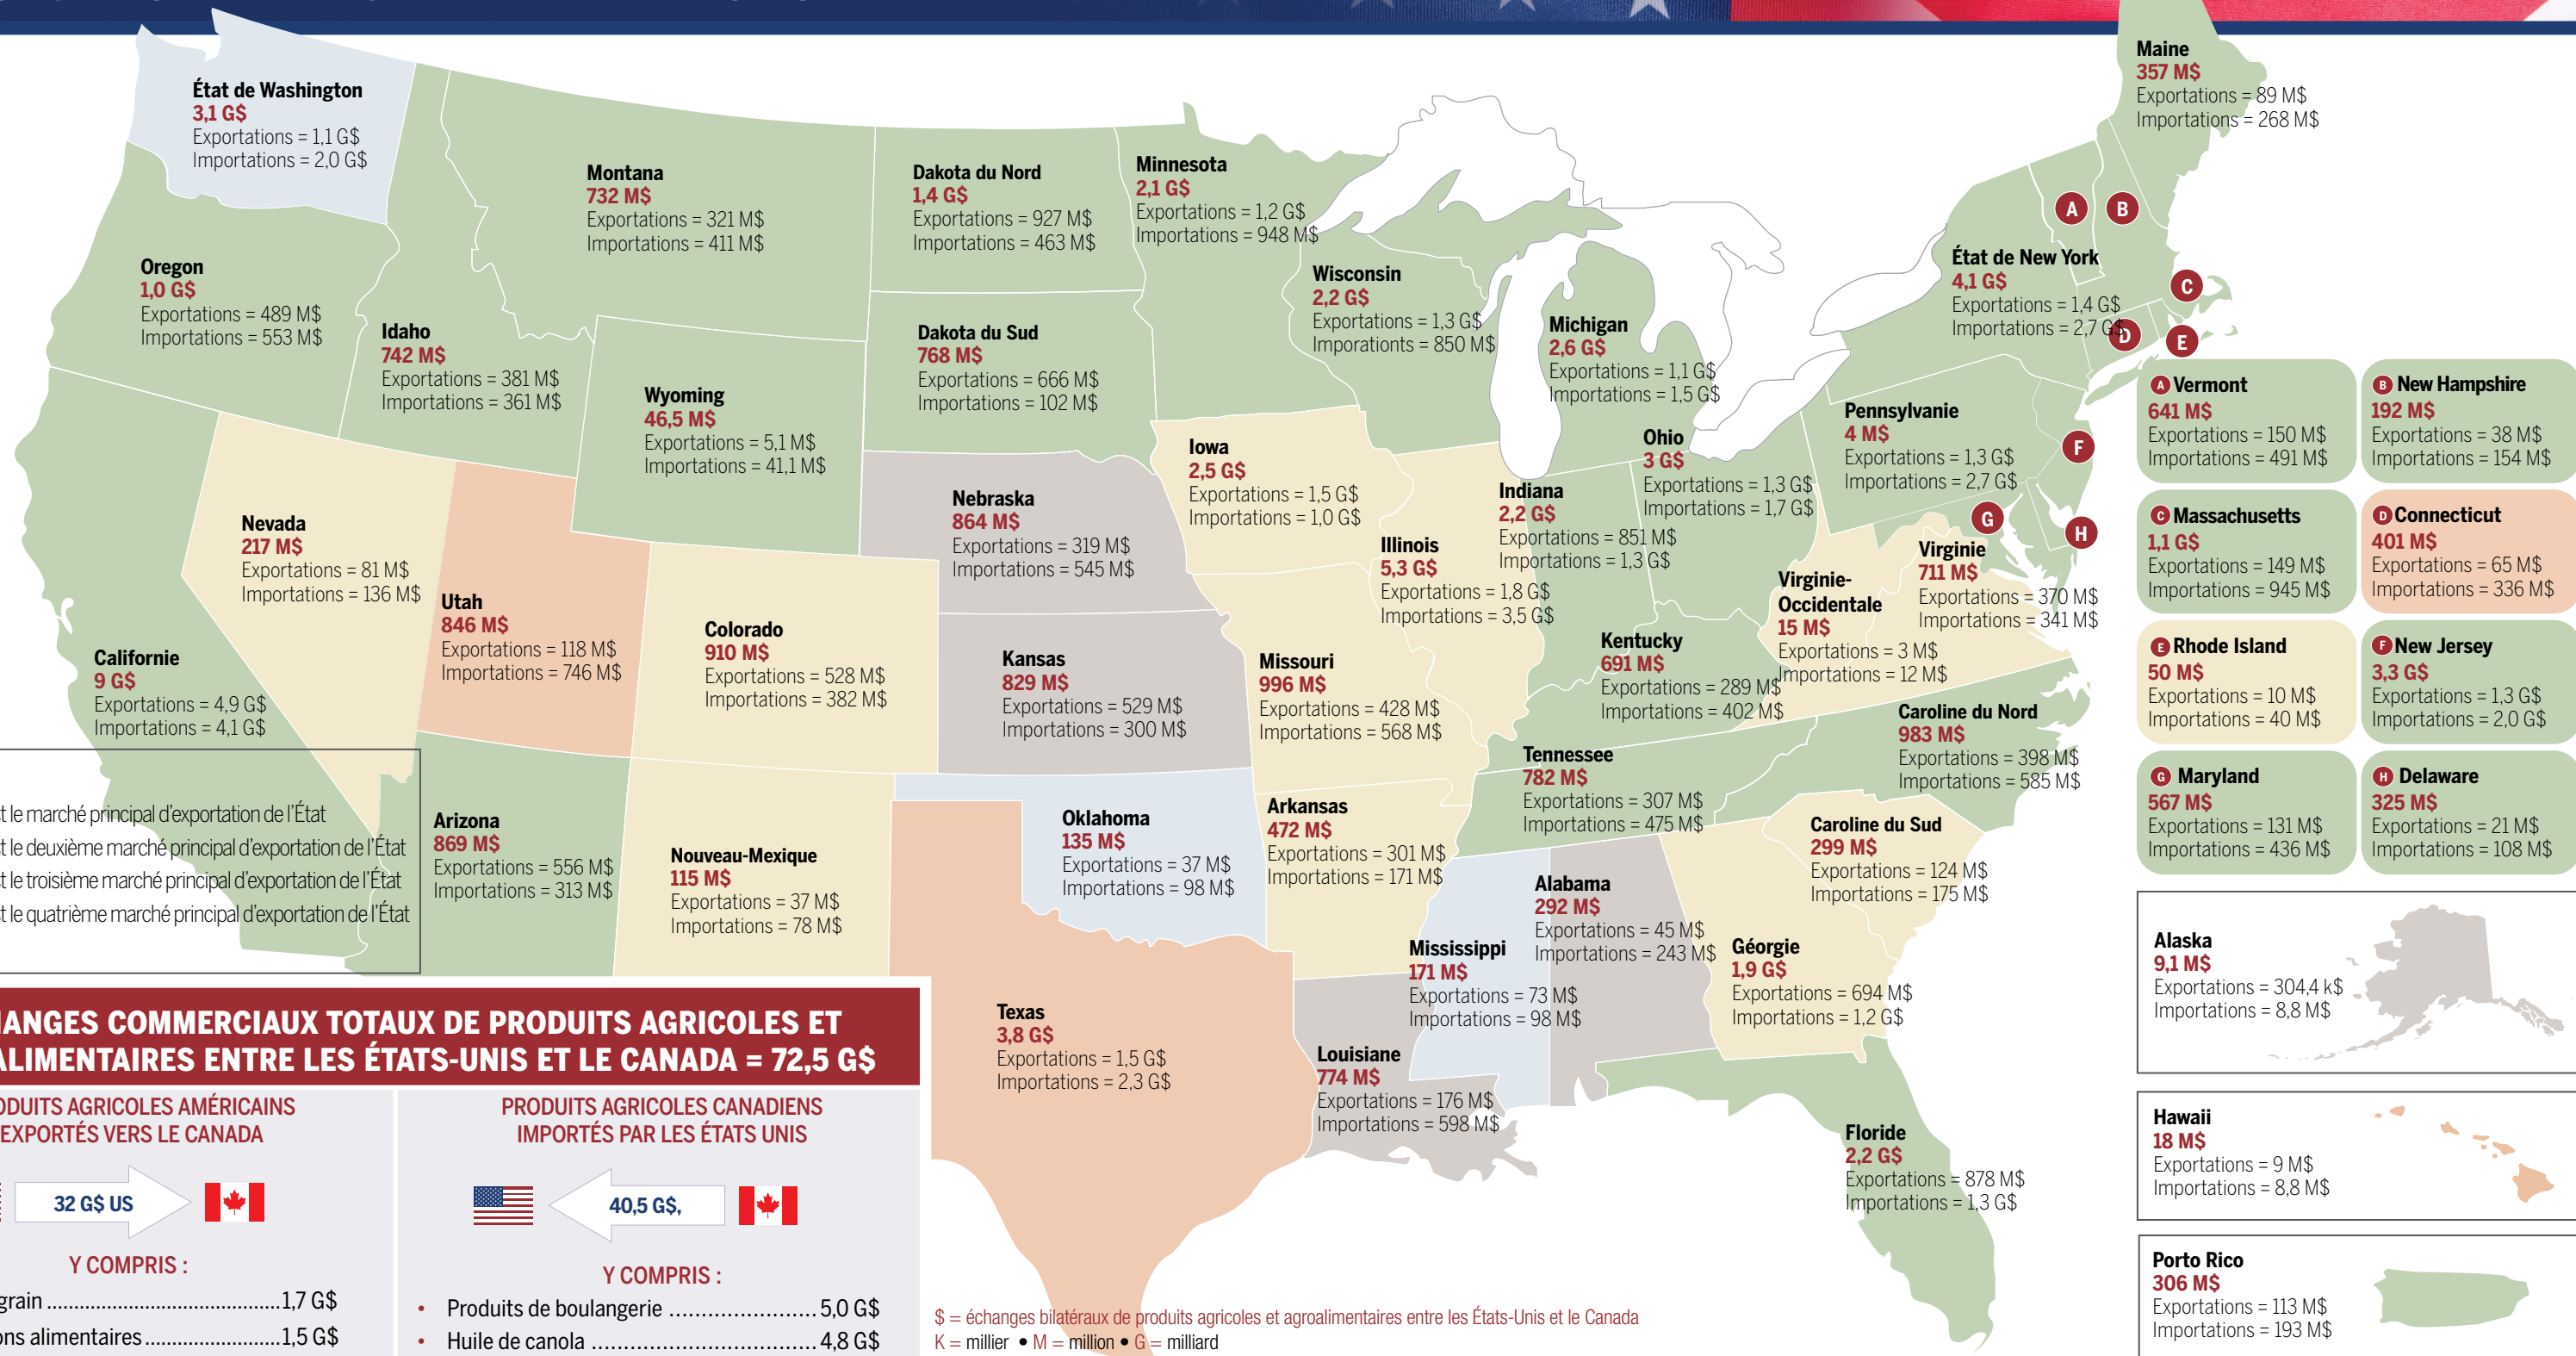 État de Washington
3,1 G$
Exportations = 1,1 G$
Importations = 2,0 G$
Oregon
1,0 G$
Exportations = 489 M$
Importations = 553 M$
Idaho
742 M$
Exportations = 381 M$
Importations = 361 M$
Montana
732 M$
Exportations = 321 M$
Importations = 411 M$
Wyoming
46,5 M$
Exportations = 5,1 M$
Importations = 41,1 M$
Dakota du Nord
1,4 G$
Exportations = 927 M$
Importations = 463 M$
Dakota du Sud
768 M$
Exportations = 666 M$
Importations = 102 M$
Minnesota
2,1 G$
Exportations = 1,2 G$
Importations = 948 M$
Wisconsin
2,2 G$
Exportations = 1,3 G$
Imporationts = 850 M$
Michigan
2,6 G$
Exportations = 1,1 G$
Importations = 1,5 G$
État de New York
4,1 G$
Exportations = 1,4 G$
Importations = 2,7 G$
Maine
357 M$
Exportations = 89 M$
Importations = 268 M$
A
B
C
D
E
F
G
H
Californie
9 G$
Exportations = 4,9 G$
Importations = 4,1 G$
Nevada
217 M$
Exportations = 81 M$
Importations = 136 M$
Utah
846 M$
Exportations = 118 M$
Importations = 746 M$
Colorado
910 M$
Exportations = 528 M$
Importations = 382 M$
Nebraska
864 M$
Exportations = 319 M$
Importations = 545 M$
Kansas
829 M$
Exportations = 529 M$
Importations = 300 M$
Iowa
2,5 G$
Exportations = 1,5 G$
Importations = 1,0 G$
Missouri
996 M$
Exportations = 428 M$
Importations = 568 M$
Illinois
5,3 G$
Exportations = 1,8 G$
Importations = 3,5 G$
Indiana
2,2 G$
Exportations = 851 M$
Importations = 1,3 G$
Ohio
3 G$
Exportations = 1,3 G$
Importations = 1,7 G$
Pennsylvanie
4 M$
Exportations = 1,3 G$
Importations = 2,7 G$
Kentucky
691 M$
Exportations = 289 M$
Importations = 402 M$
Virginie-
Occidentale
15 M$
Exportations = 3 M$
Importations = 12 M$
Virginie
711 M$
Exportations = 370 M$
Importations = 341 M$
Caroline du Nord
983 M$
Exportations = 398 M$
Importations = 585 M$
Tennessee
782 M$
Exportations = 307 M$
Importations = 475 M$
Arizona
869 M$
Exportations = 556 M$
Importations = 313 M$
Nouveau-Mexique
115 M$
Exportations = 37 M$
Importations = 78 M$
Oklahoma
135 M$
Exportations = 37 M$
Importations = 98 M$
Arkansas
472 M$
Exportations = 301 M$
Importations = 171 M$
Caroline du Sud
299 M$
Exportations = 124 M$
Importations = 175 M$
Alabama
292 M$
Exportations = 45 M$
Importations = 243 M$
Mississippi
171 M$
Exportations = 73 M$
Importations = 98 M$
Géorgie
1,9 G$
Exportations = 694 M$
Importations = 1,2 G$
Texas
3,8 G$
Exportations = 1,5 G$
Importations = 2,3 G$
Louisiane
774 M$
Exportations = 176 M$
Importations = 598 M$
Floride
2,2 G$
Exportations = 878 M$
Importations = 1,3 G$
A Vermont
641 M$
Exportations = 150 M$
Importations = 491 M$
B New Hampshire
192 M$
Exportations = 38 M$
Importations = 154 M$
C Massachusetts
1,1 G$
Exportations = 149 M$
Importations = 945 M$
D Connecticut
401 M$
Exportations = 65 M$
Importations = 336 M$
E Rhode Island
50 M$
Exportations = 10 M$
Importations = 40 M$
F New Jersey
3,3 G$
Exportations = 1,3 G$
Importations = 2,0 G$
G Maryland
567 M$
Exportations = 131 M$
Importations = 436 M$
H Delaware
325 M$
Exportations = 21 M$
Importations = 108 M$
Alaska
9,1 M$
Exportations = 304,4 k$
Importations = 8,8 M$
Hawaii
18 M$
Exportations = 9 M$
Importations = 8,8 M$
Porto Rico
306 M$
Exportations = 113 M$
Importations = 193 M$
t le marché principal d'exportation de l'État
t le deuxième marché principal d'exportation de l'État
t le troisième marché principal d'exportation de l'État
t le quatrième marché principal d'exportation de l'État
HANGES COMMERCIAUX TOTAUX DE PRODUITS AGRICOLES ET
ALIMENTAIRES ENTRE LES ÉTATS-UNIS ET LE CANADA = 72,5 G$
ODUITS AGRICOLES AMÉRICAINS
EXPORTÉS VERS LE CANADA
32 G$ US
Y COMPRIS :
grain 1,7 G$
ons alimentaires 1,5 G$
PRODUITS AGRICOLES CANADIENS
IMPORTÉS PAR LES ÉTATS UNIS
40,5 G$,
Y COMPRIS :
• Produits de boulangerie 5,0 G$
• Huile de canola 4,8 G$
$ = échanges bilatéraux de produits agricoles et agroalimentaires entre les États-Unis et le Canada
K = millier • M = million • G = milliard